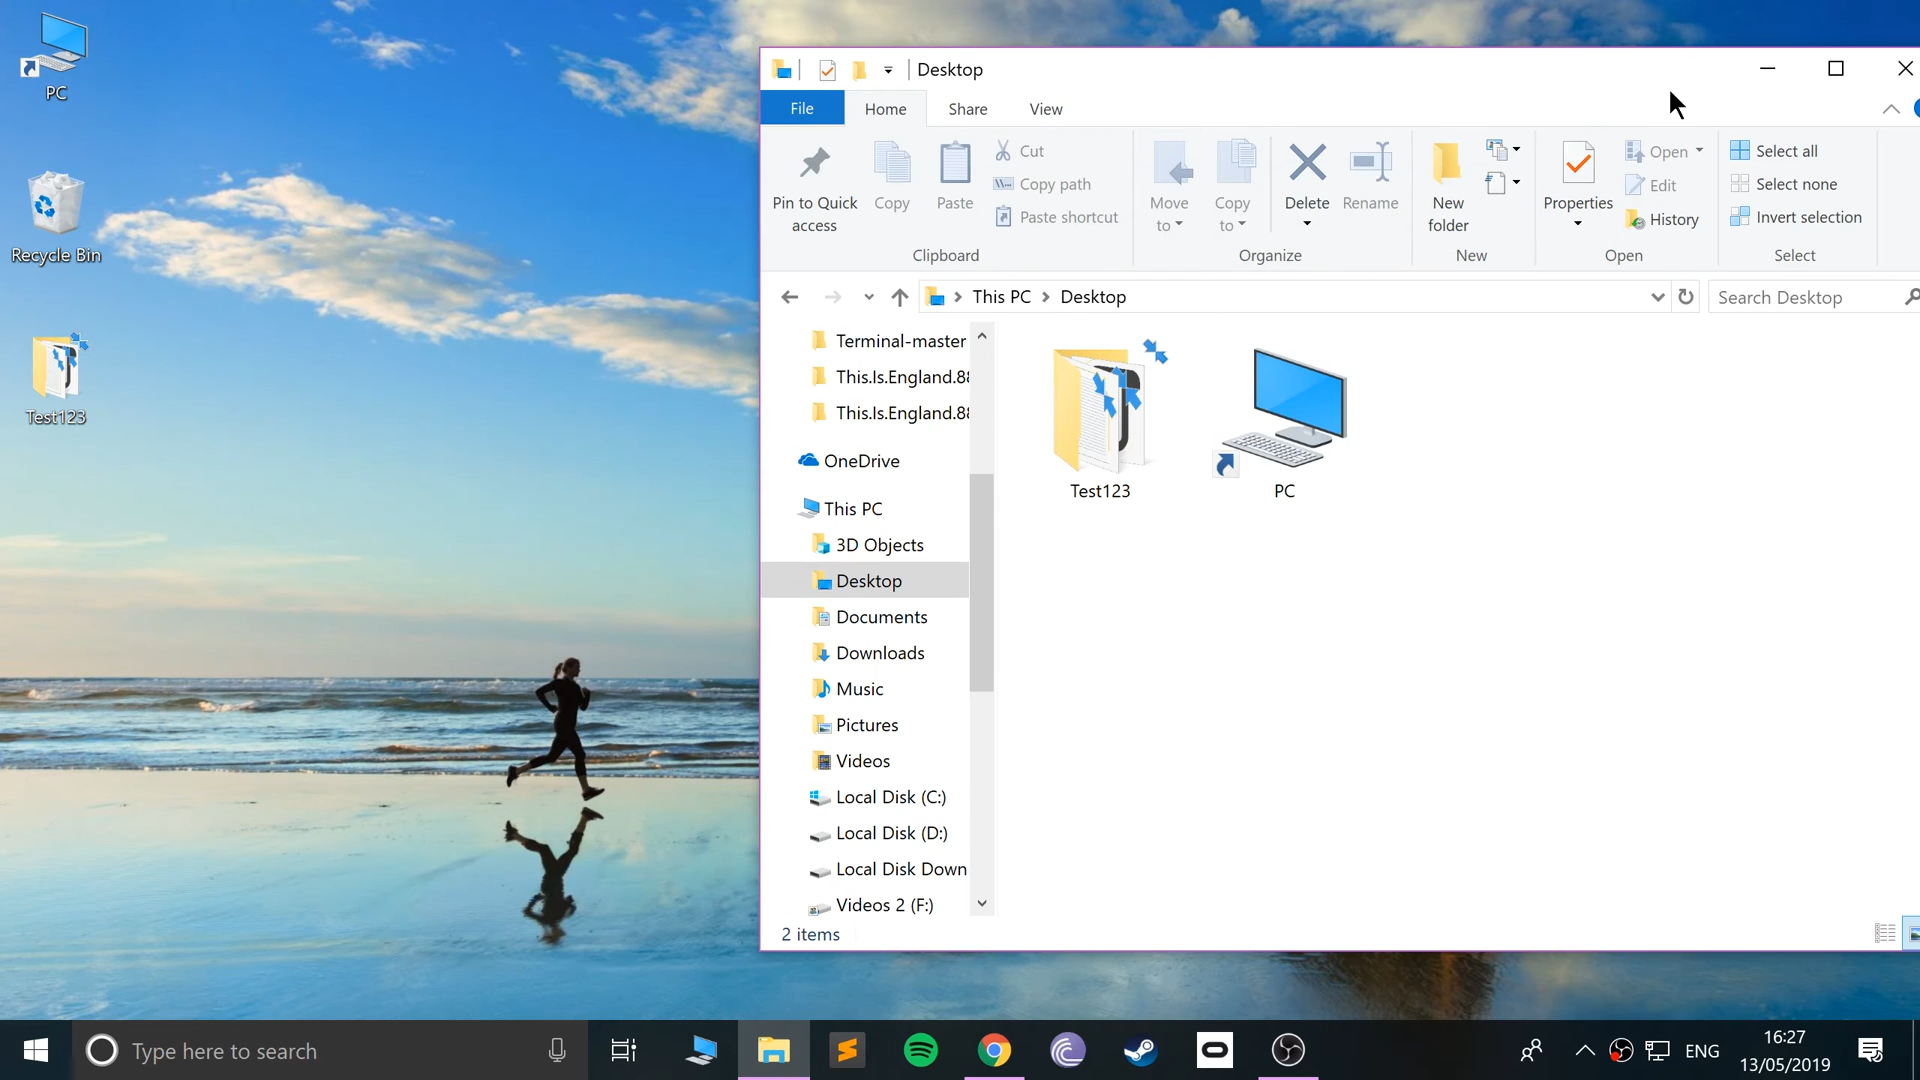 PC
Recycle Bin
Test123
Desktop
File
Home
Share
View
Pin to Quick
access
Copy
Paste
Cut
Copy path
Paste shortcut
Clipboard
Move
to
Copy
to
Delete
Rename
Organize
New
folder
New
Properties
Open
Edit
History
Open
Select all
Select none
Invert selection
Select
This PC
Desktop
Search Desktop
Terminal-master
This.Is.England.88
This.Is.England.88
OneDrive
This PC
3D Objects
Desktop
Documents
Downloads
Music
Pictures
Videos
Local Disk (C:)
Local Disk (D:)
Local Disk Down
Videos 2 (F:)
Test123
PC
2 items
Type here to search
ENG
16:27
13/05/2019